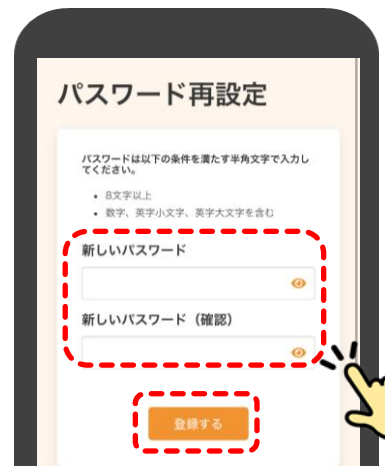 パスワード再設定
パスワードは以下の条件を満たす半角文字で入力し
てください。
• 8文字以上
• 数字、英字小文字、英字大文字を含む
新しいパスワード
新しいパスワード（確認）
登録する